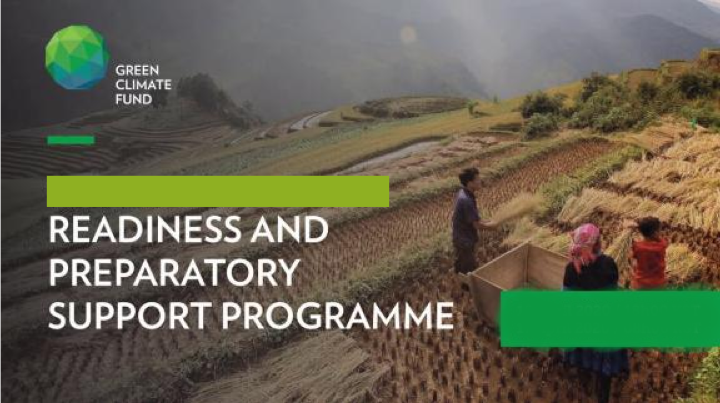 GREEN
CLIMATE
FUND
READINESS AND
PREPARATORY
SUPPORT PROGRAMME